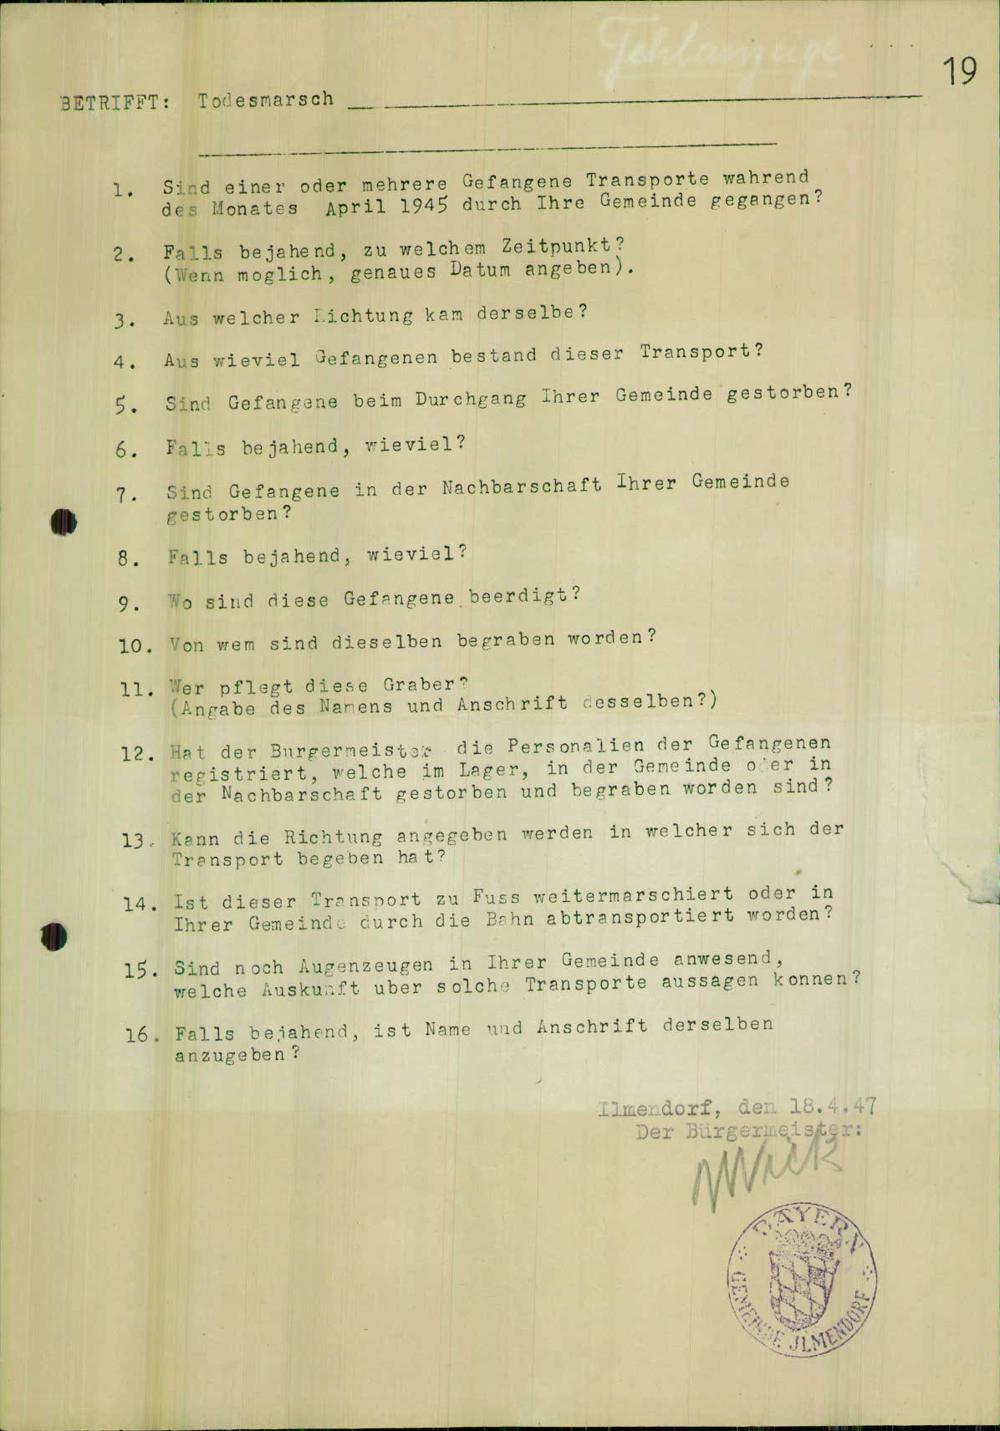 Fehlanzeige
19
BETRIFFT: Todesmarsch
1. Sind einer oder mehrere Gefangene Transporte wahrend
des Monates April 1945 durch Ihre Gemeinde gegangen?
2. Falls bejahend, zu welchem Zeitpunkt?
(Wenn moglich, genaues Datum angeben).
3. Aus welcher Richtung kam derselbe?
4. Aus wieviel Gefangenen bestand dieser Transport?
5. Sind Gefangene beim Durchgang Ihrer Gemeinde gestorben?
6. Falls bejahend, wieviel?
7. Sind Gefangene in der Nachbarschaft Ihrer Gemeinde
gestorben?
8. Falls bejahend, wieviel?
9. Wo sind diese Gefangene beerdigt?
10. Von wem sind dieselben begraben worden?
11. Wer pflegt diese Graber?
(Angabe des Namens und Anschrift desselben?)
12. Hat der Burgermeister die Personalien der Gefangenen
registriert, welche im Lager, in der Gemeinde oder in
der Nachbarschaft gestorben und begraben worden sind?
13. Kann die Richtung angegeben werden in welcher sich der
Transport begeben hat?
14. Ist dieser Transport zu Fuss weitermarschiert oder in
Ihrer Gemeinde durch die Bahn abtransportiert worden?
15. Sind noch Augenzeugen in Ihrer Gemeinde anwesend,
welche Auskunft uber solche Transporte aussagen konnen?
16. Falls bejahend, ist Name und Anschrift derselben
anzugeben?
Ilmendorf, den 18.4.47
Der Bürgermeister:
BAYERN
GEMEINDE JLMENDORF